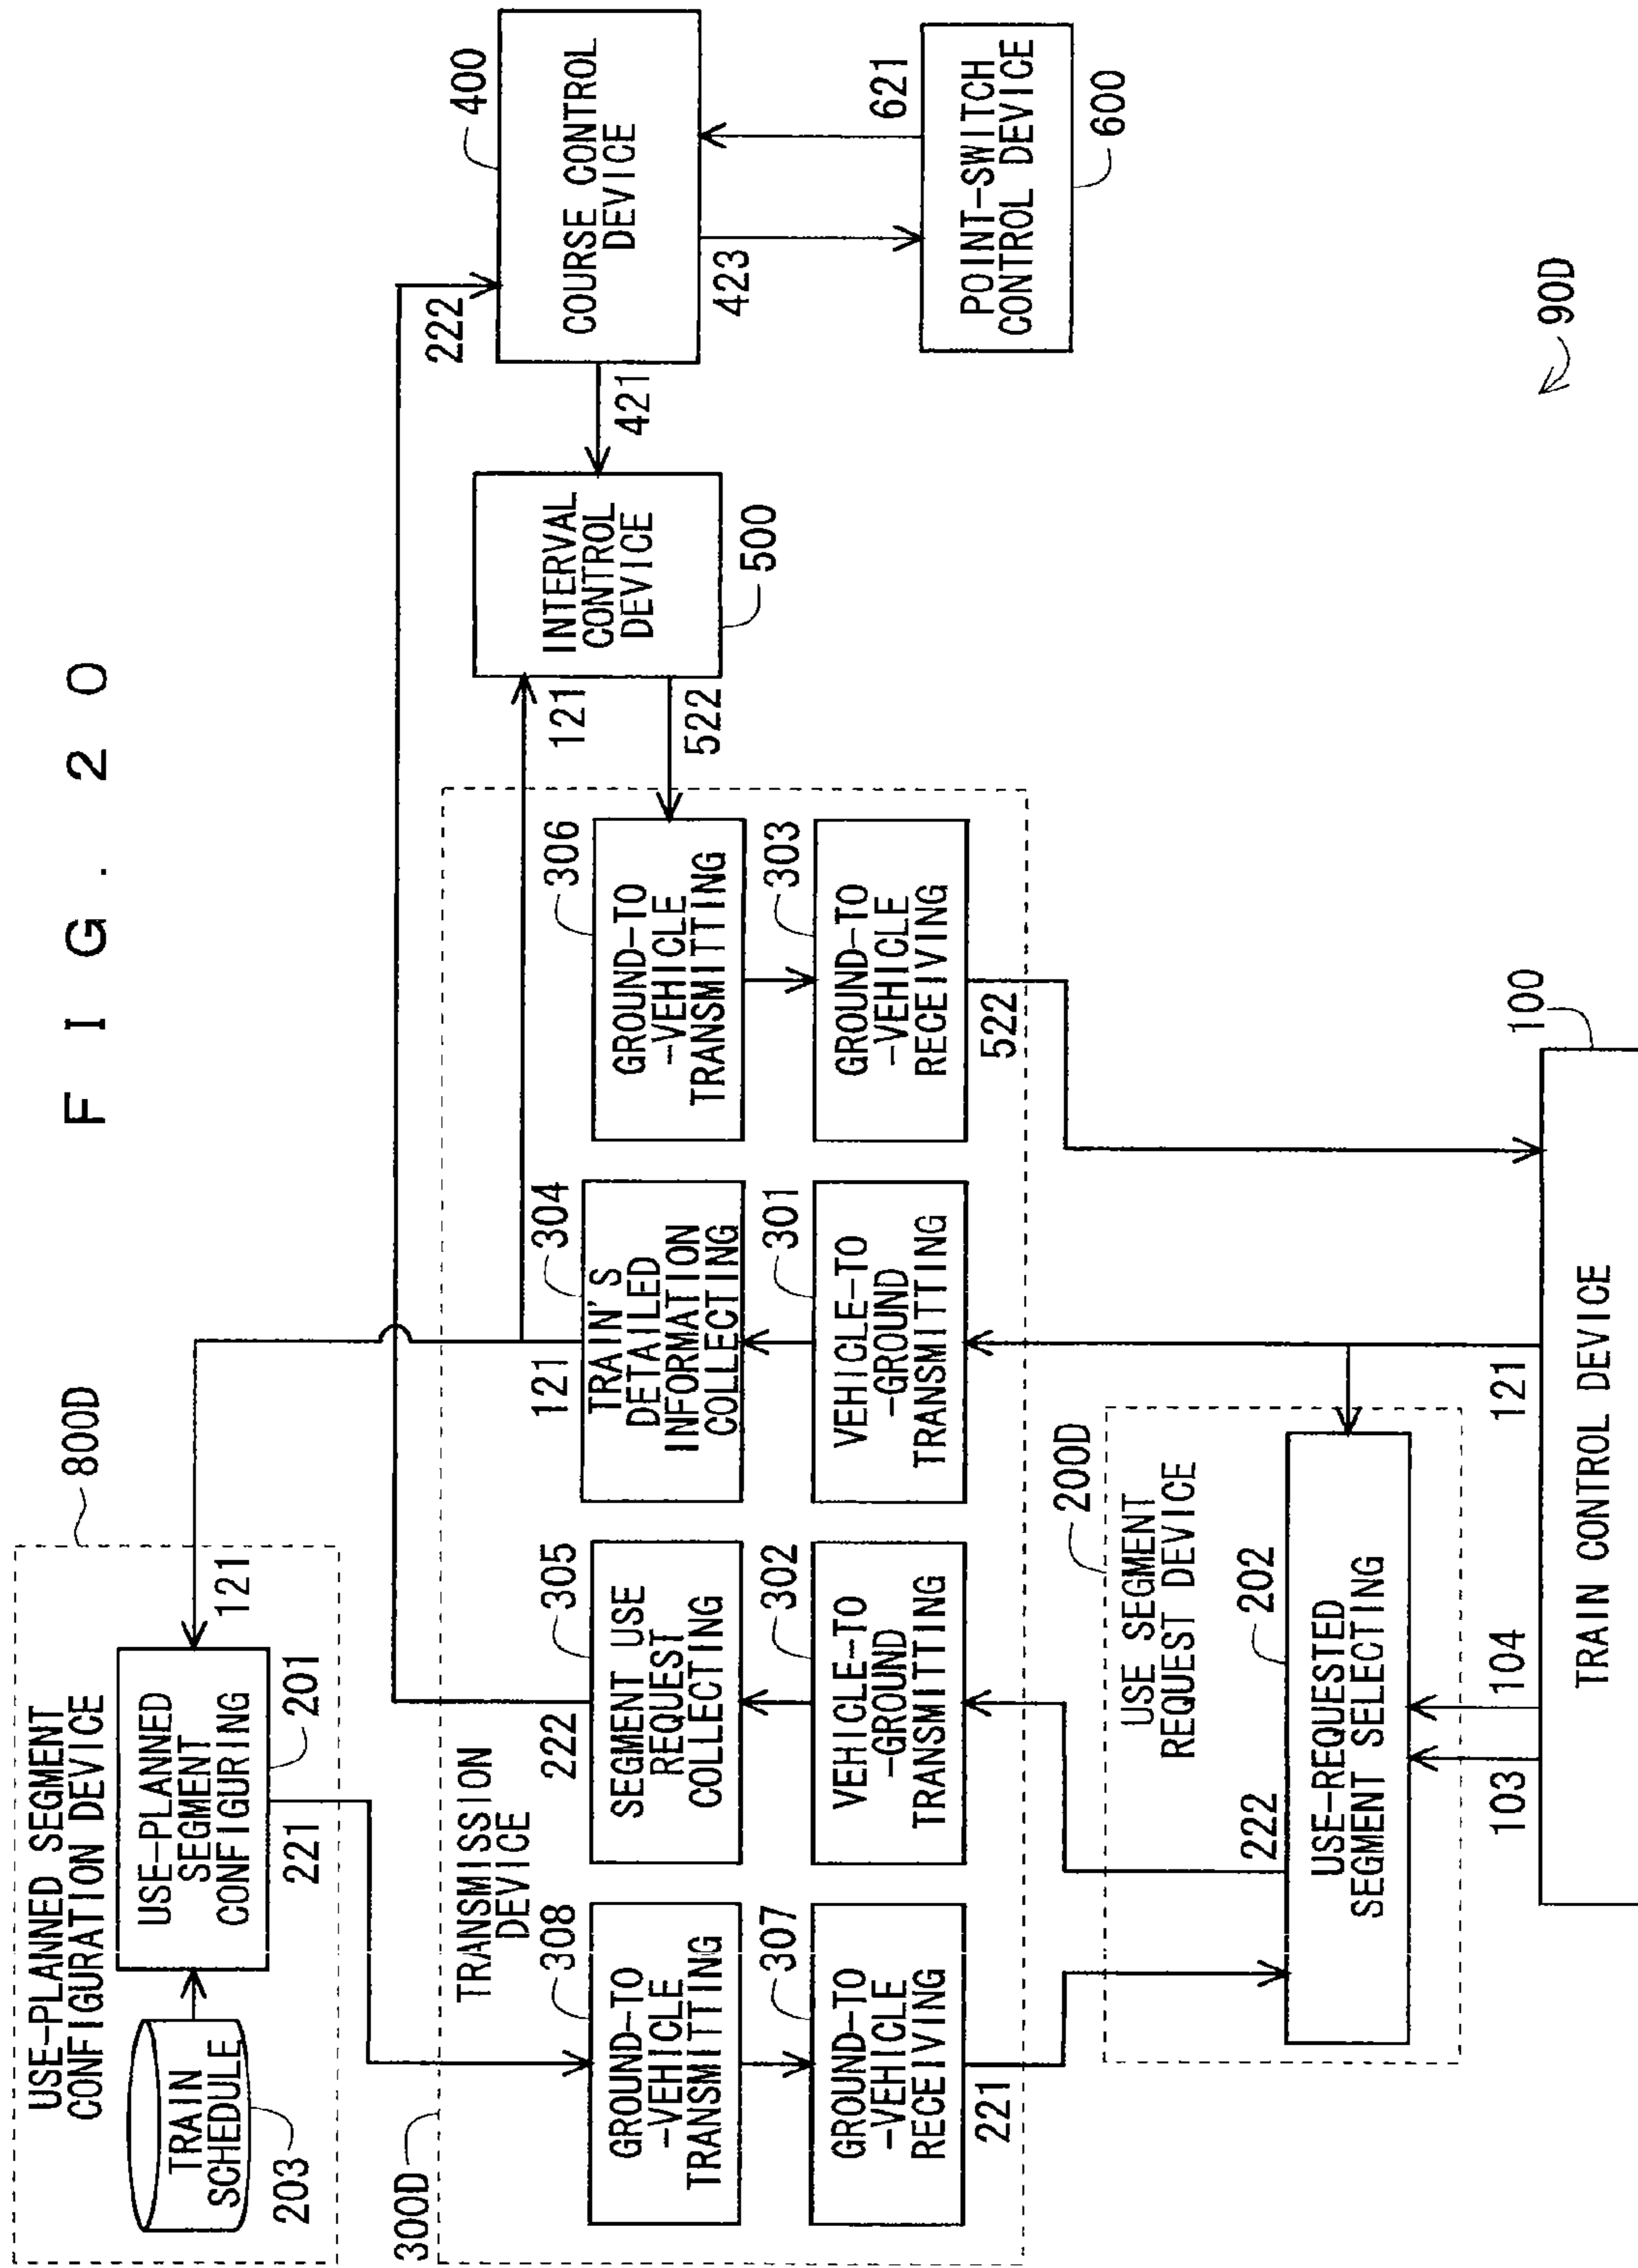 FIG. 20
USE-PLANNED SEGMENT
CONFIGURATION DEVICE
800D
TRAIN
SCHEDULE
203
USE-PLANNED
SEGMENT
CONFIGURING
201
121
221
300D
TRANSMISSION
DEVICE
GROUND-TO
-VEHICLE
TRANSMITTING
308
SEGMENT USE
REQUEST
COLLECTING
305
222
TRAIN'S
DETAILED
INFORMATION
COLLECTING
304
121
GROUND-TO
-VEHICLE
TRANSMITTING
306
GROUND-TO
-VEHICLE
RECEIVING
307
221
VEHICLE-TO
-GROUND
TRANSMITTING
302
VEHICLE-TO
-GROUND
TRANSMITTING
301
GROUND-TO
-VEHICLE
RECEIVING
303
522
121
522
INTERVAL
CONTROL
DEVICE
500
421
222
COURSE CONTROL
DEVICE
400
423
621
POINT-SWITCH
CONTROL DEVICE
600
USE SEGMENT
REQUEST DEVICE
200D
222
USE-REQUESTED
SEGMENT SELECTING
202
103
104
121
TRAIN CONTROL DEVICE
100
90D